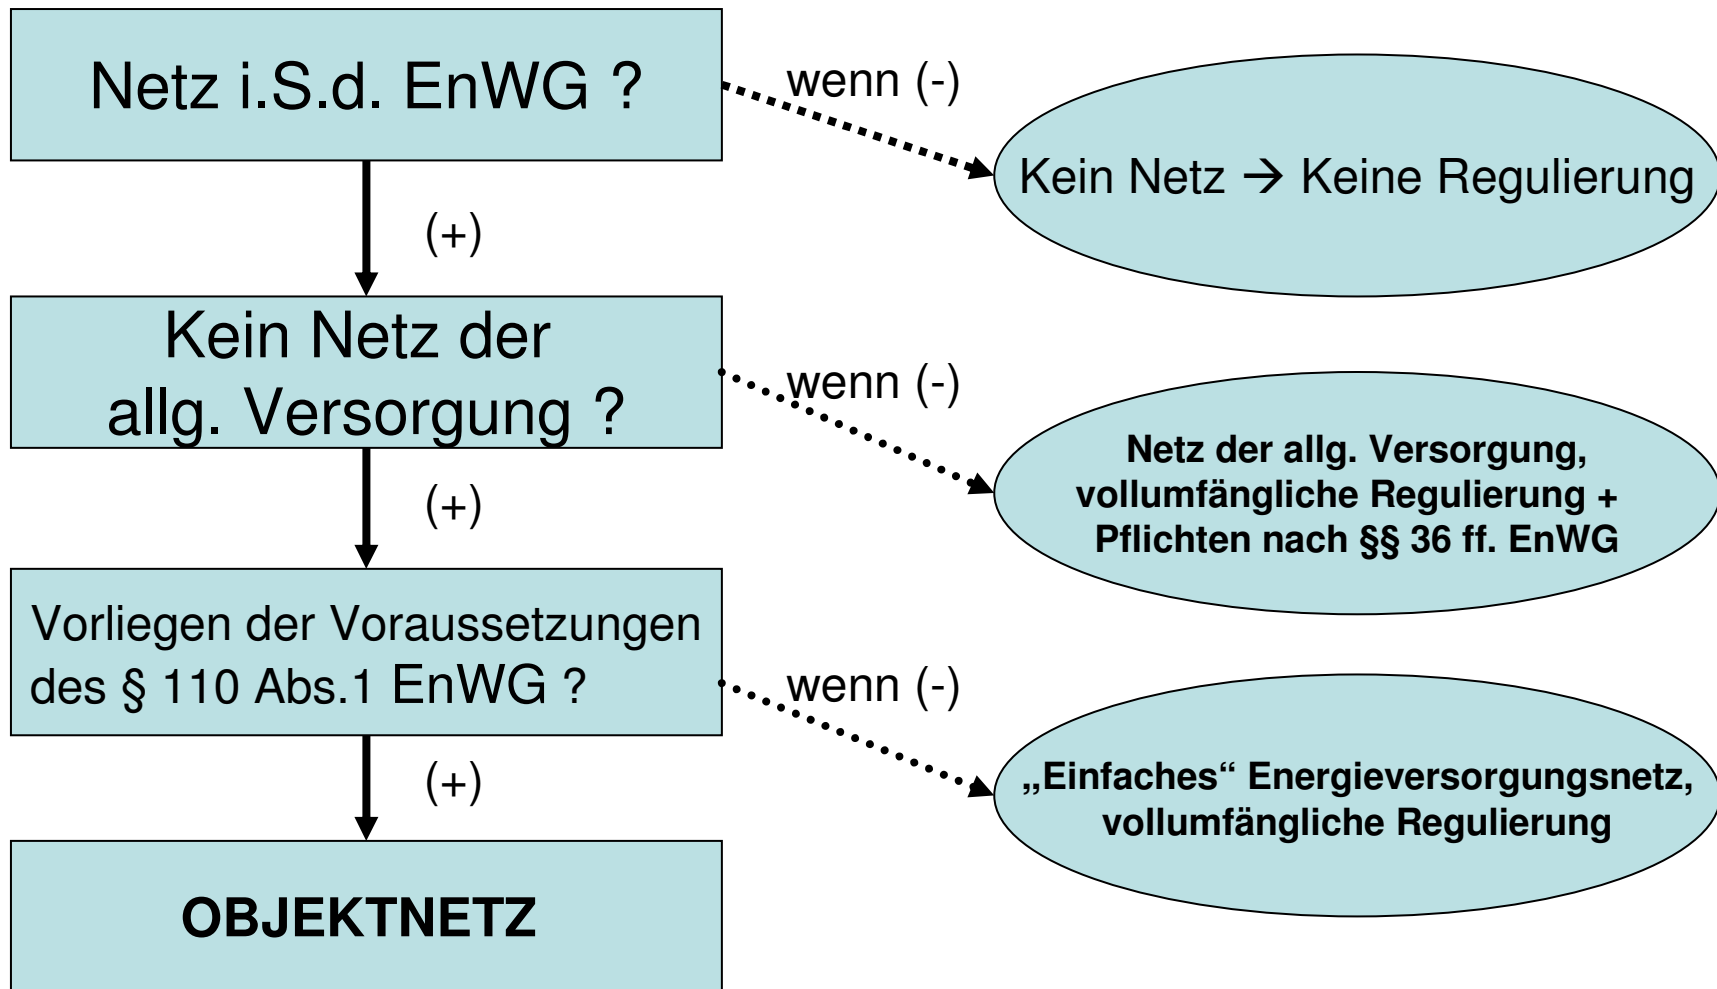 Netz i.S.d. EnWG ?
wenn (-)
Kein Netz → Keine Regulierung
(+)
Kein Netz der
allg. Versorgung ?
wenn (-)
Netz der allg. Versorgung,
vollumfängliche Regulierung +
Pflichten nach §§ 36 ff. EnWG
(+)
Vorliegen der Voraussetzungen
des § 110 Abs.1 EnWG ?
wenn (-)
„Einfaches“ Energieversorgungsnetz,
vollumfängliche Regulierung
(+)
OBJEKTNETZ